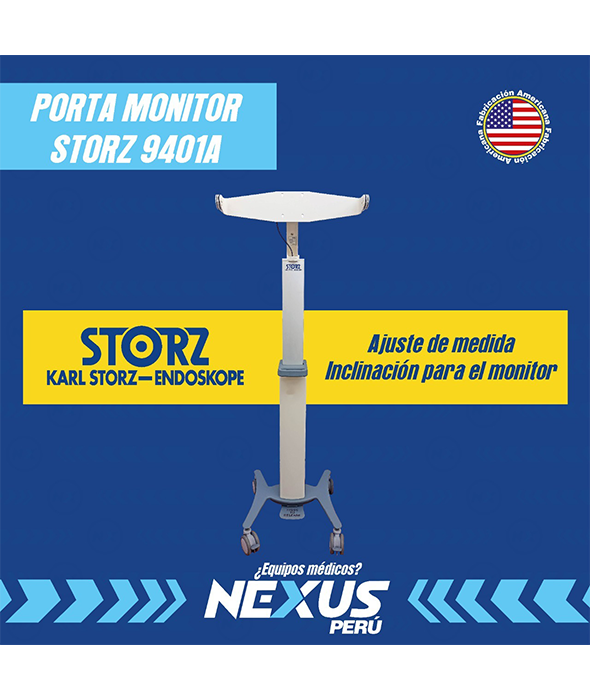 PORTA MONITOR
STORZ 9401A
Fabricación Americana Fabricación Americana
STORZ
STORZ
KARL STORZ—ENDOSKOPE
Ajuste de medida
Inclinación para el monitor
¿Equipos médicos?
NEXUS
PERÚ